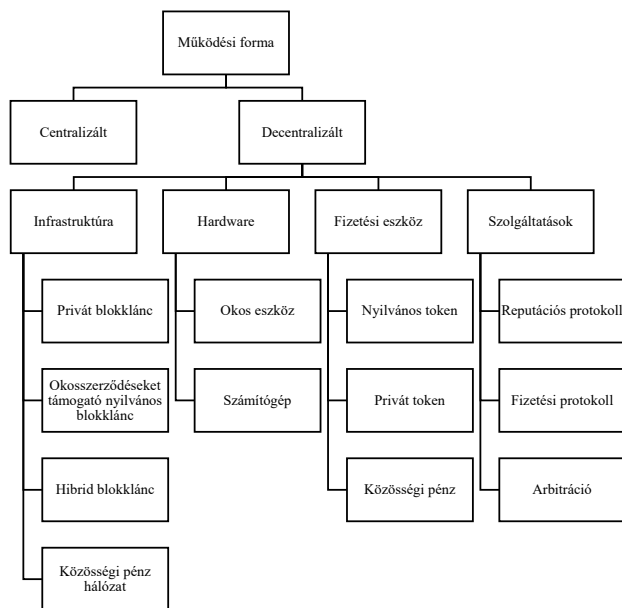 Működési forma
Centralizált
Decentralizált
Infrastruktúra
Hardware
Fizetési eszköz
Szolgáltatások
Privát blokklánc
Okos eszköz
Nyilvános token
Reputációs protokoll
Okosszerződéseket
támogató nyilvános
blokklánc
Számítógép
Privát token
Fizetési protokoll
Hibrid blokklánc
Közösségi pénz
Arbitráció
Közösségi pénz
hálózat